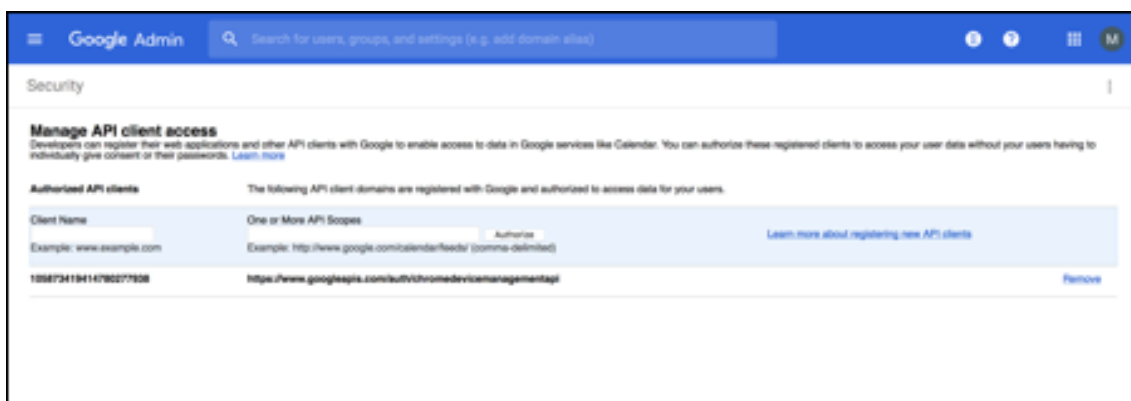 Google Admin
Search for users, groups, and settings (e.g. add domain alias)
M
Security
Manage API client access
Developers can register their web applications and other API clients with Google to enable access to data in Google services like Calendar. You can authorize these registered clients to access your user data without your users having to
individually give consent or their passwords. Learn more
Authorized API clients
The following API client domains are registered with Google and authorized to access data for your users.
Client Name
One or More API Scopes
Authorize
Learn more about registering new API clients
Example: www.example.com
Example: http://www.google.com/calendar/feeds/ (comma-delimited)
https://www.googleapis.com/auth/chromedevicemanagementapi
Remove